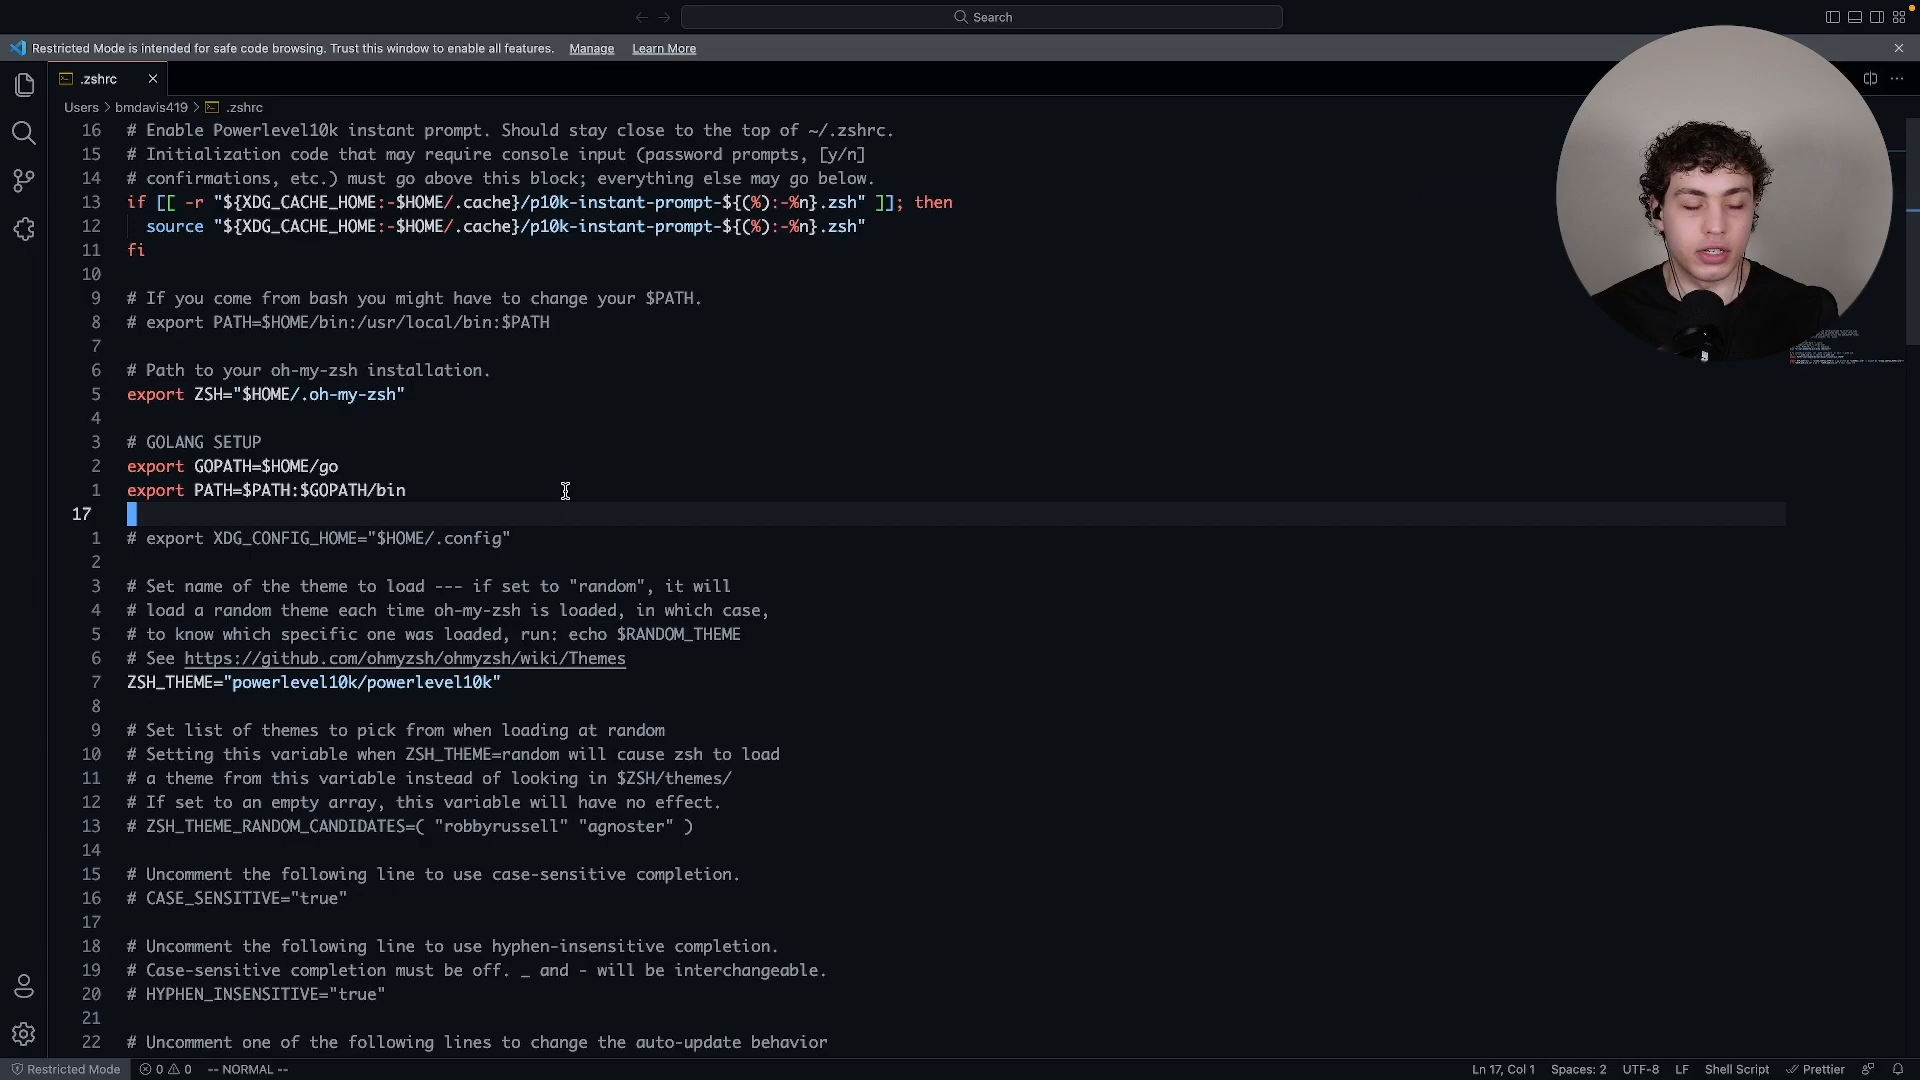 Search
Restricted Mode is intended for safe code browsing. Trust this window to enable all features. Manage Learn More
.zshrc
Users > bmdavis419 > .zshrc
16 # Enable Powerlevel10k instant prompt. Should stay close to the top of ~/.zshrc.
15 # Initialization code that may require console input (password prompts, [y/n]
14 # confirmations, etc.) must go above this block; everything else may go below.
13 if [[ -r "${XDG_CACHE_HOME:-$HOME/.cache}/p10k-instant-prompt-${(%):-%n}.zsh" ]]; then
12 source "${XDG_CACHE_HOME:-$HOME/.cache}/p10k-instant-prompt-${(%):-%n}.zsh"
11 fi
10
9 # If you come from bash you might have to change your $PATH.
8 # export PATH=$HOME/bin:/usr/local/bin:$PATH
7
6 # Path to your oh-my-zsh installation.
5 export ZSH="$HOME/.oh-my-zsh"
4
3 # GOLANG SETUP
2 export GOPATH=$HOME/go
1 export PATH=$PATH:$GOPATH/bin
17
1 # export XDG_CONFIG_HOME="$HOME/.config"
2
3 # Set name of the theme to load --- if set to "random", it will
4 # load a random theme each time oh-my-zsh is loaded, in which case,
5 # to know which specific one was loaded, run: echo $RANDOM_THEME
6 # See https://github.com/ohmyzsh/ohmyzsh/wiki/Themes
7 ZSH_THEME="powerlevel10k/powerlevel10k"
8
9 # Set list of themes to pick from when loading at random
10 # Setting this variable when ZSH_THEME=random will cause zsh to load
11 # a theme from this variable instead of looking in $ZSH/themes/
12 # If set to an empty array, this variable will have no effect.
13 # ZSH_THEME_RANDOM_CANDIDATES=( "robbyrussell" "agnoster" )
14
15 # Uncomment the following line to use case-sensitive completion.
16 # CASE_SENSITIVE="true"
17
18 # Uncomment the following line to use hyphen-insensitive completion.
19 # Case-sensitive completion must be off. _ and - will be interchangeable.
20 # HYPHEN_INSENSITIVE="true"
21
22 # Uncomment one of the following lines to change the auto-update behavior
Restricted Mode 0 0 -- NORMAL -- Ln 17, Col 1 Spaces: 2 UTF-8 LF Shell Script Prettier